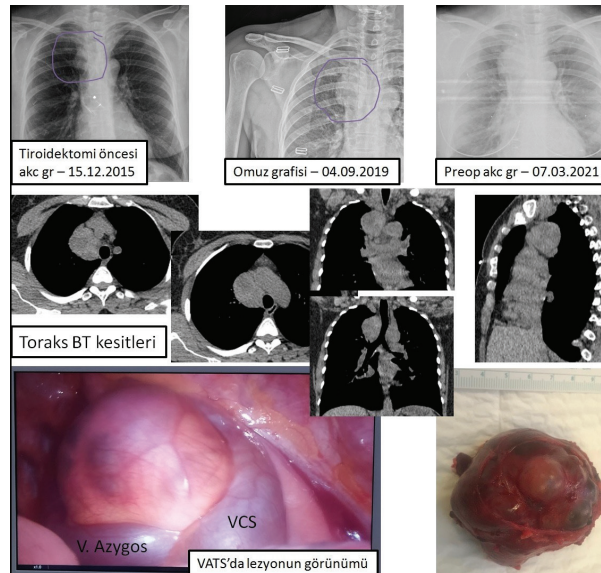 Tiroidektomi öncesi
akc gr – 15.12.2015
Omuz grafisi – 04.09.2019
Preop akc gr – 07.03.2021
Toraks BT kesitleri
VCS
V. Azygos
VATS'da lezyonun görünümü